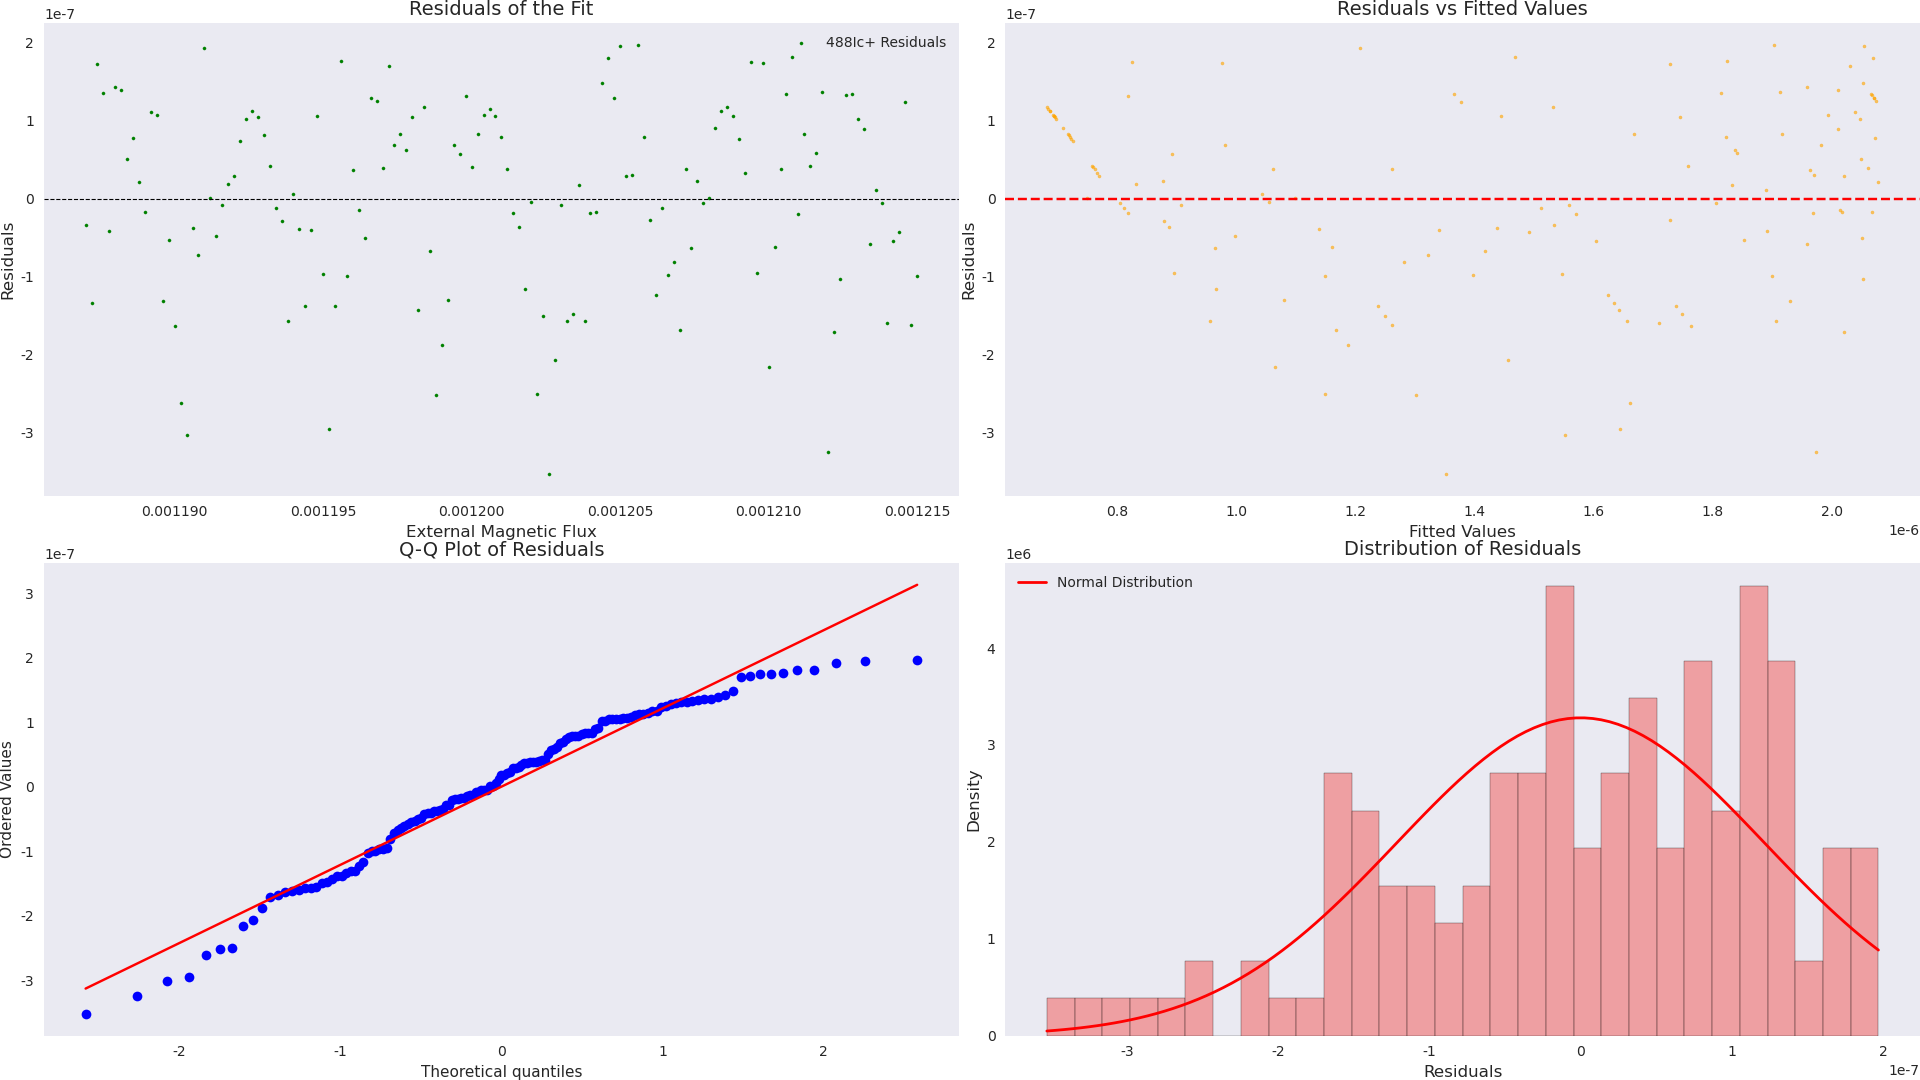 Residuals of the Fit
1e-7
488Ic+ Residuals
2
1
0
-1
-2
-3
Residuals
0.001190 0.001195 0.001200 0.001205 0.001210 0.001215
External Magnetic Flux
Residuals vs Fitted Values
1e-7
2
1
0
-1
-2
-3
Residuals
0.8 1.0 1.2 1.4 1.6 1.8 2.0
Fitted Values
1e-6
Q-Q Plot of Residuals
1e-7
3
2
1
0
-1
-2
-3
Ordered Values
-2 -1 0 1 2
Theoretical quantiles
Distribution of Residuals
1e6
Normal Distribution
4
3
2
1
0
Density
-3 -2 -1 0 1 2
Residuals
1e-7